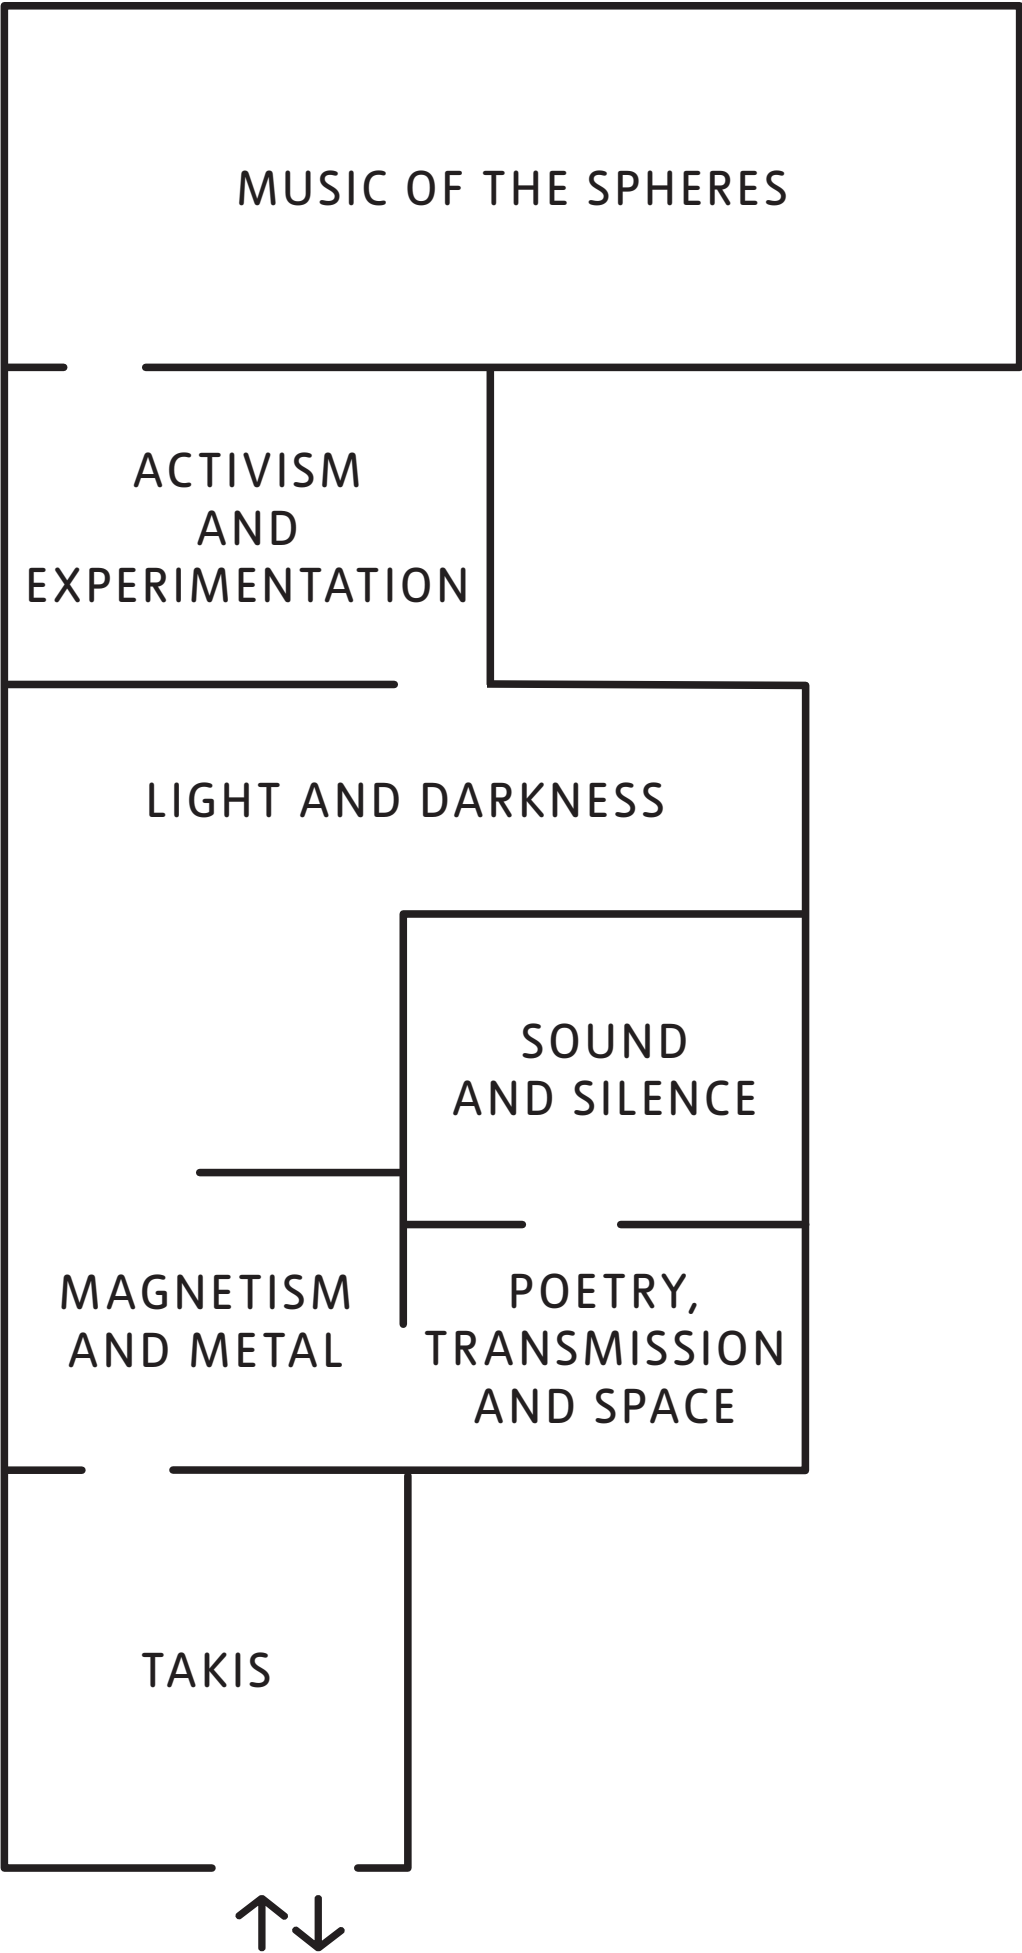 MUSIC OF THE SPHERES
ACTIVISM
AND
EXPERIMENTATION
LIGHT AND DARKNESS
SOUND
AND SILENCE
MAGNETISM
AND METAL
POETRY,
TRANSMISSION
AND SPACE
TAKIS